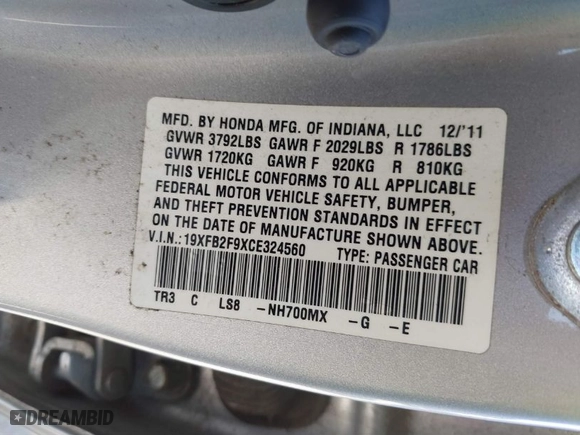 MFD. BY HONDA MFG. OF INDIANA, LLC 12/'11
GVWR 3792LBS GAWR F 2029LBS R 1786LBS
GVWR 1720KG GAWR F 920KG R 810KG
THIS VEHICLE CONFORMS TO ALL APPLICABLE
FEDERAL MOTOR VEHICLE SAFETY, BUMPER,
AND THEFT PREVENTION STANDARDS IN EFFECT
ON THE DATE OF MANUFACTURE SHOWN ABOVE.
V.I.N.: 19XFB2F9XCE324560 TYPE: PASSENGER CAR
TR3 C LS8 -NH700MX -G -E
DREAMBID